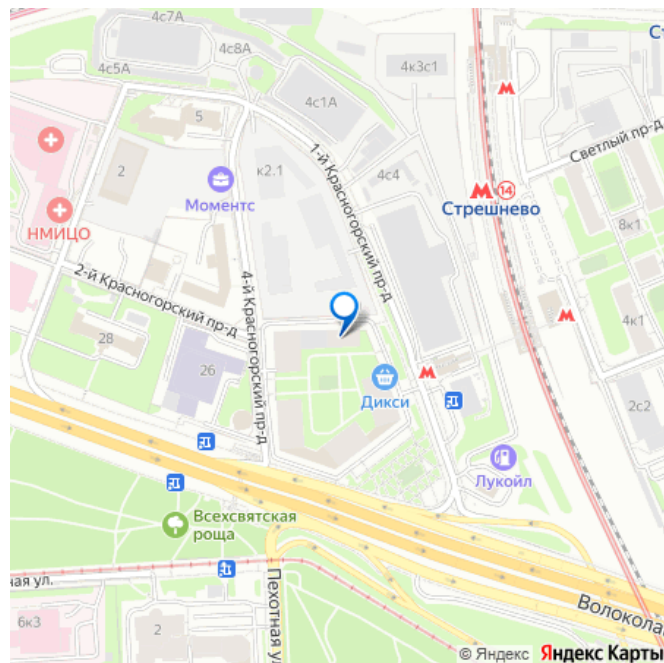 4с7А
4с5А
4с8А
4к3с1
Ст
5
4с1А
1-й Красногорский пр-д
Светлый пр-д
2
к2.1
4с4
14
Моментс
Стрешнево
8к1
НМИЦО
2-й Красногорский пр-д
4-й Красногорский пр-д
28
26
4к1
Дикси
2с2
Лукойл
Всехсвятская
роща
ная ул.
Пехотная ул.
Волокола
6к3
2
© Яндекс Яндекс Карты